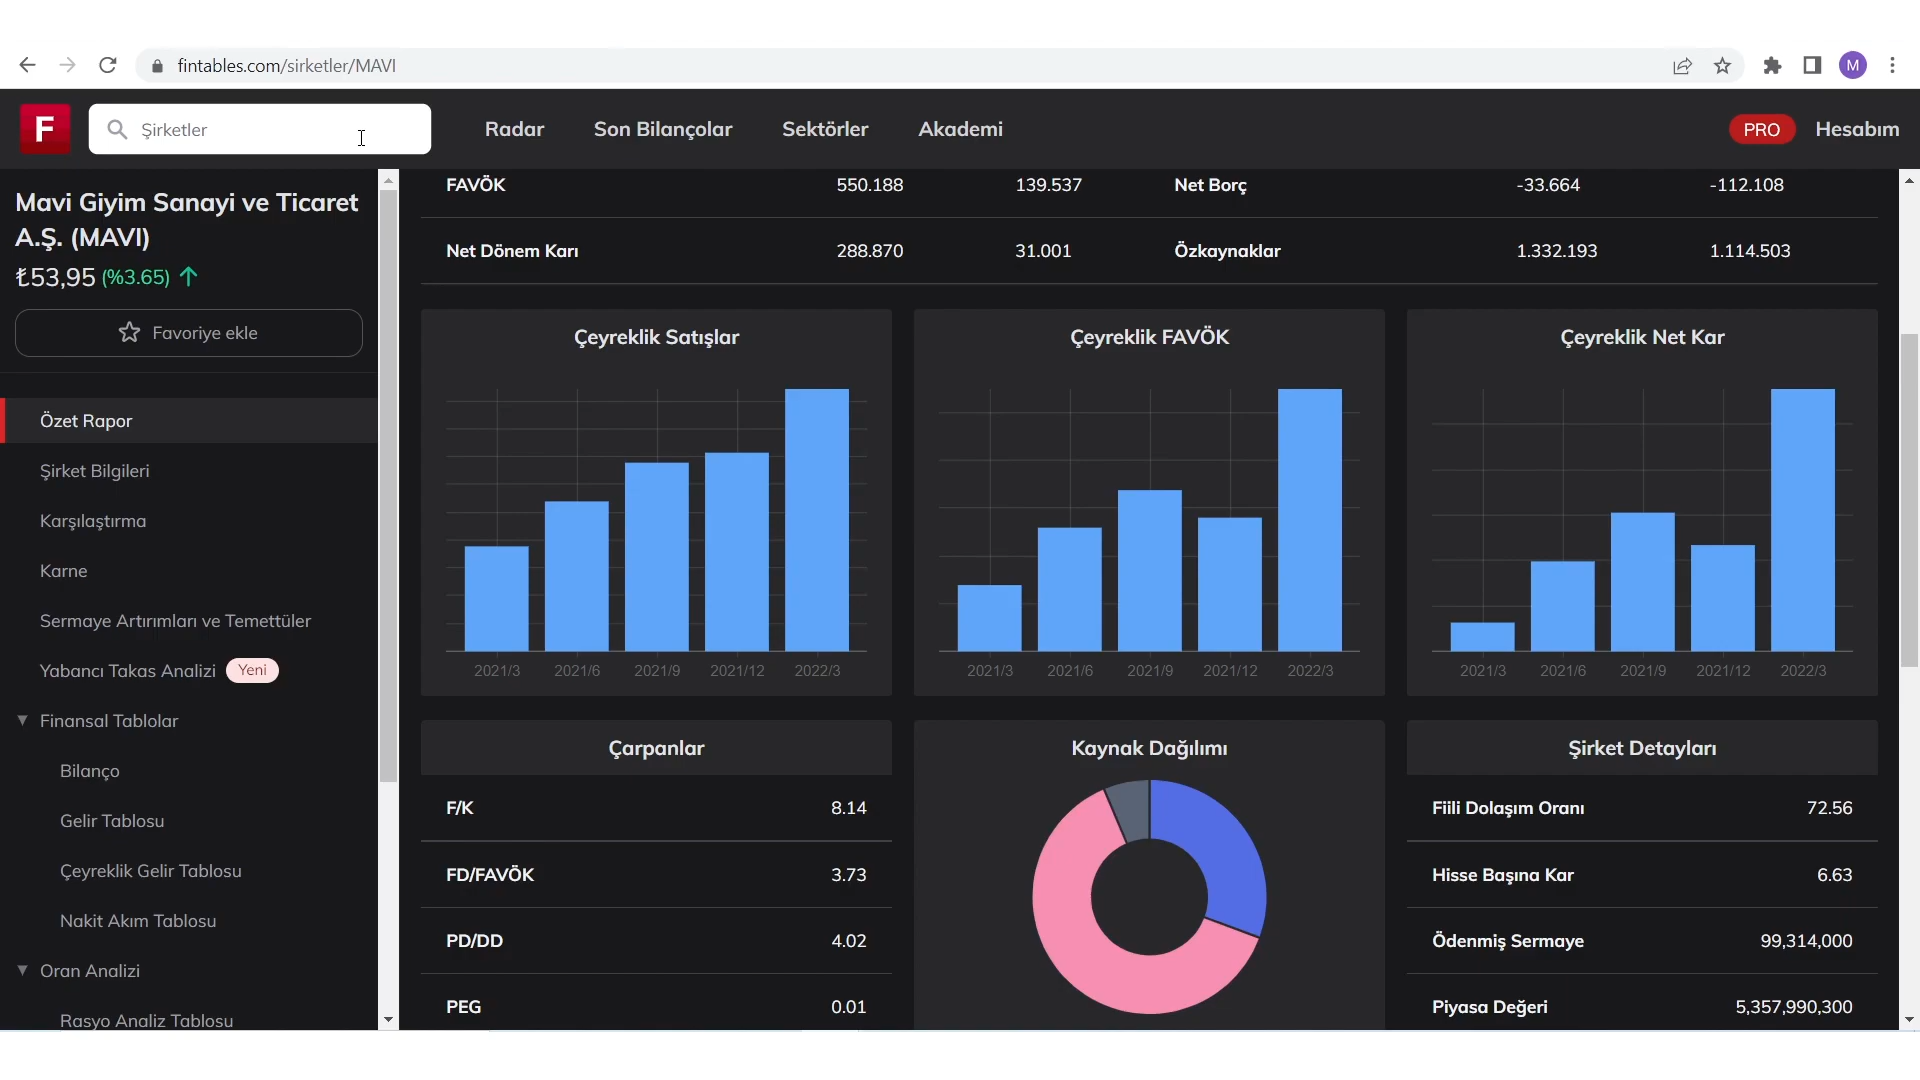 fintables.com/sirketler/MAVI
M
F
Şirketler
Radar
Son Bilançolar
Sektörler
Akademi
PRO
Hesabım
Mavi Giyim Sanayi ve Ticaret
A.Ş. (MAVI)
₺53,95 (%3.65)
Favoriye ekle
Özet Rapor
Şirket Bilgileri
Karşılaştırma
Karne
Sermaye Artırımları ve Temettüler
Yabancı Takas Analizi Yeni
Finansal Tablolar
Bilanço
Gelir Tablosu
Çeyreklik Gelir Tablosu
Nakit Akım Tablosu
Oran Analizi
Rasyo Analiz Tablosu
FAVÖK 550.188 139.537 Net Borç -33.664 -112.108
Net Dönem Karı 288.870 31.001 Özkaynaklar 1.332.193 1.114.503
Çeyreklik Satışlar
2021/3 2021/6 2021/9 2021/12 2022/3
Çeyreklik FAVÖK
2021/3 2021/6 2021/9 2021/12 2022/3
Çeyreklik Net Kar
2021/3 2021/6 2021/9 2021/12 2022/3
Çarpanlar
F/K 8.14
FD/FAVÖK 3.73
PD/DD 4.02
PEG 0.01
Kaynak Dağılımı
Şirket Detayları
Fiili Dolaşım Oranı 72.56
Hisse Başına Kar 6.63
Ödenmiş Sermaye 99,314,000
Piyasa Değeri 5,357,990,300